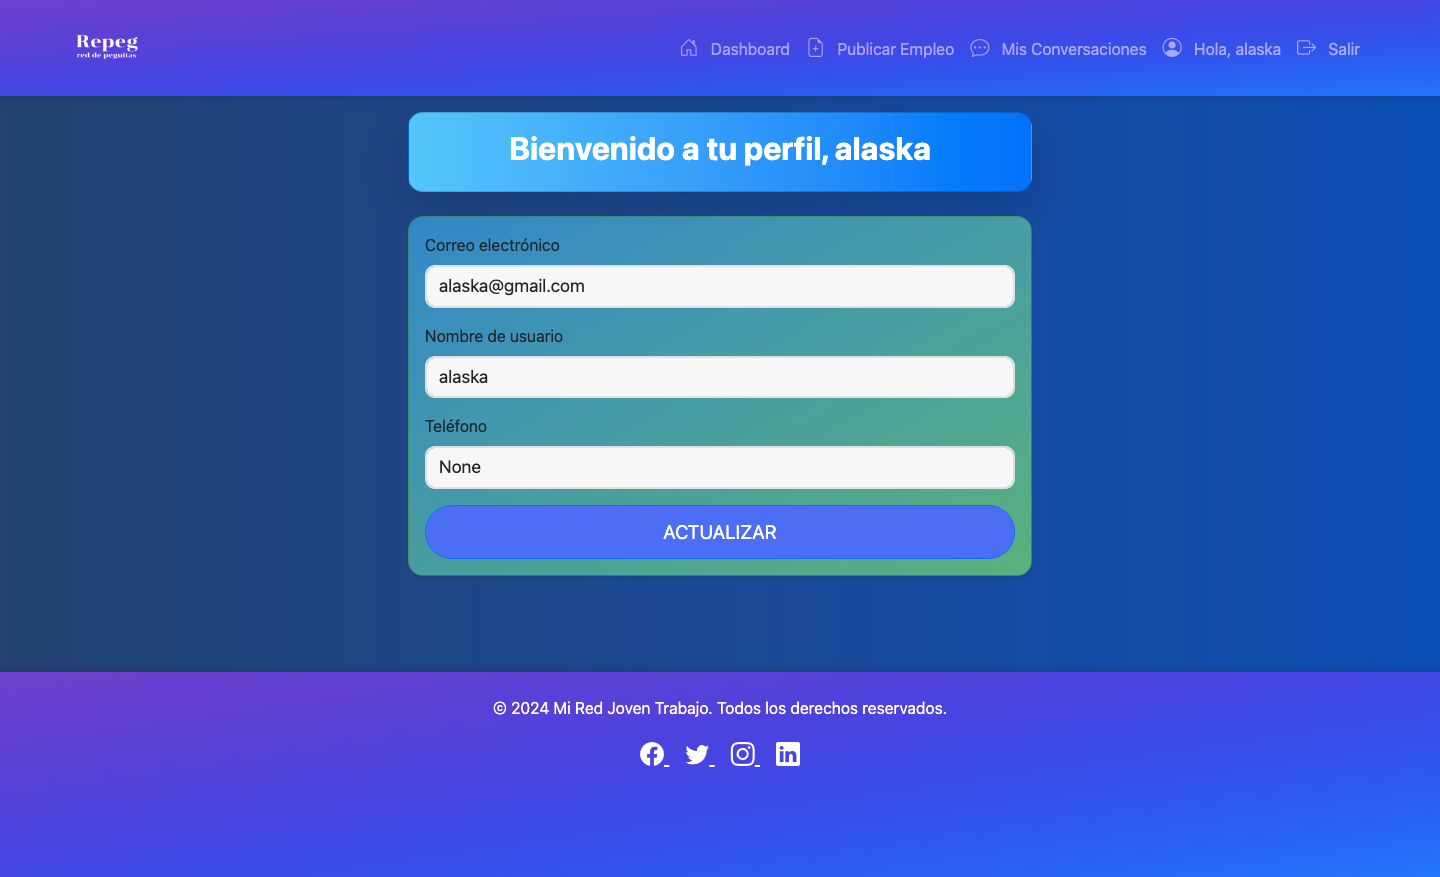 Repeg
red de peguitas
Dashboard Publicar Empleo Mis Conversaciones Hola, alaska Salir
Bienvenido a tu perfil, alaska
Correo electrónico
alaska@gmail.com
Nombre de usuario
alaska
Teléfono
None
ACTUALIZAR
© 2024 Mi Red Joven Trabajo. Todos los derechos reservados.